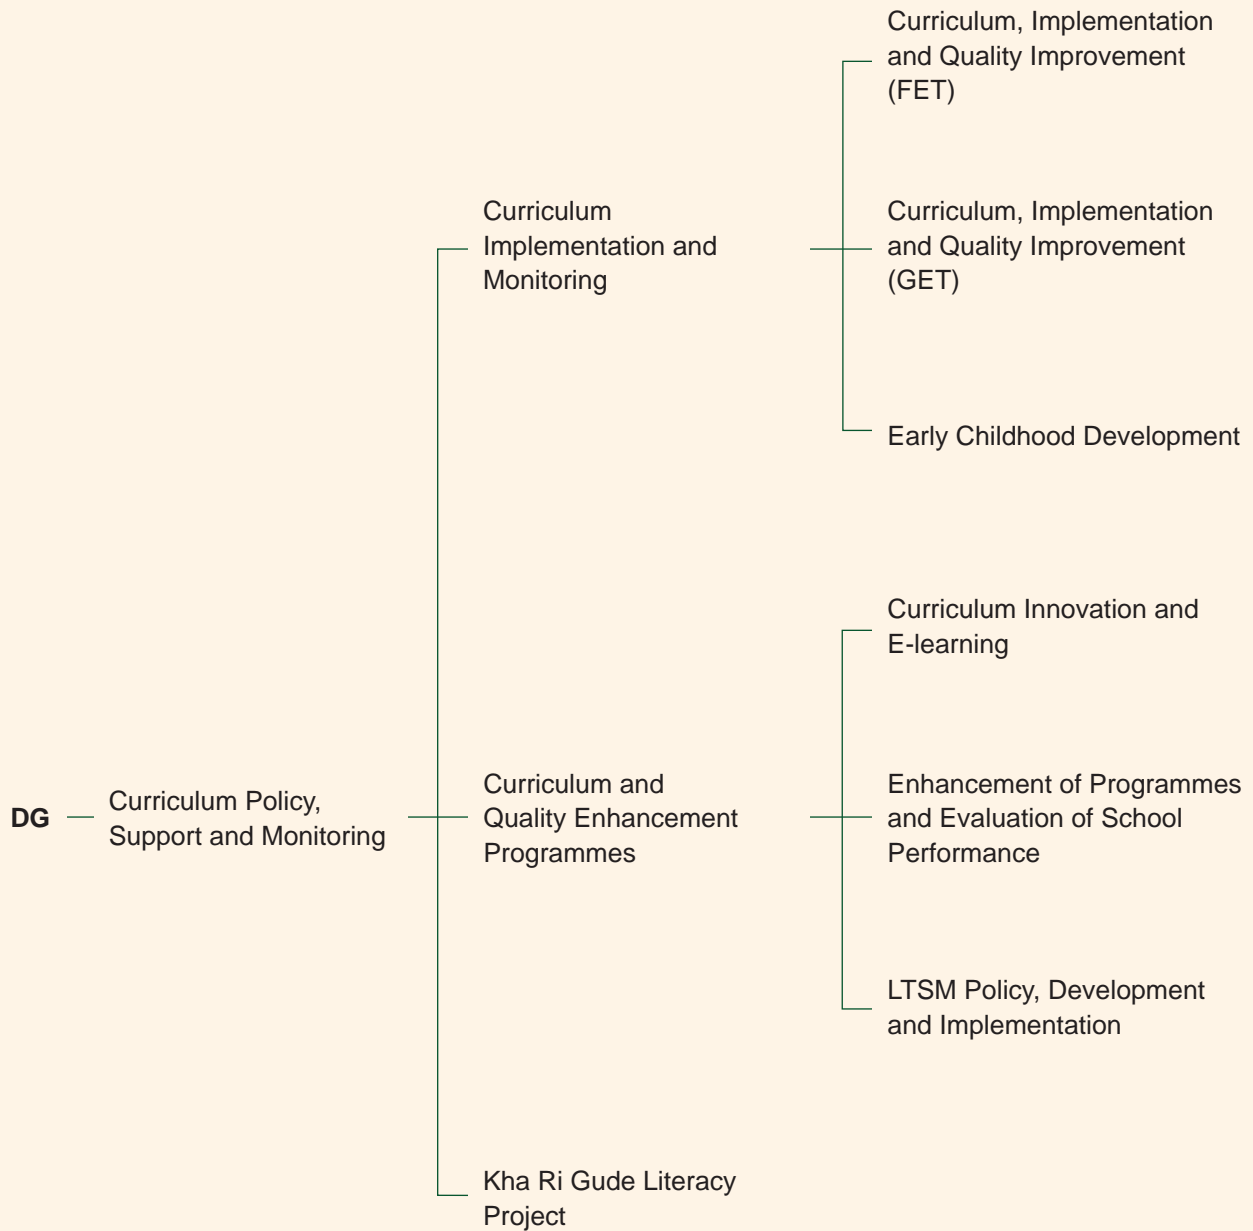 DG
Curriculum Policy,
Support and Monitoring
Curriculum
Implementation and
Monitoring
Curriculum, Implementation
and Quality Improvement
(FET)
Curriculum, Implementation
and Quality Improvement
(GET)
Early Childhood Development
Curriculum and
Quality Enhancement
Programmes
Curriculum Innovation and
E-learning
Enhancement of Programmes
and Evaluation of School
Performance
LTSM Policy, Development
and Implementation
Kha Ri Gude Literacy
Project